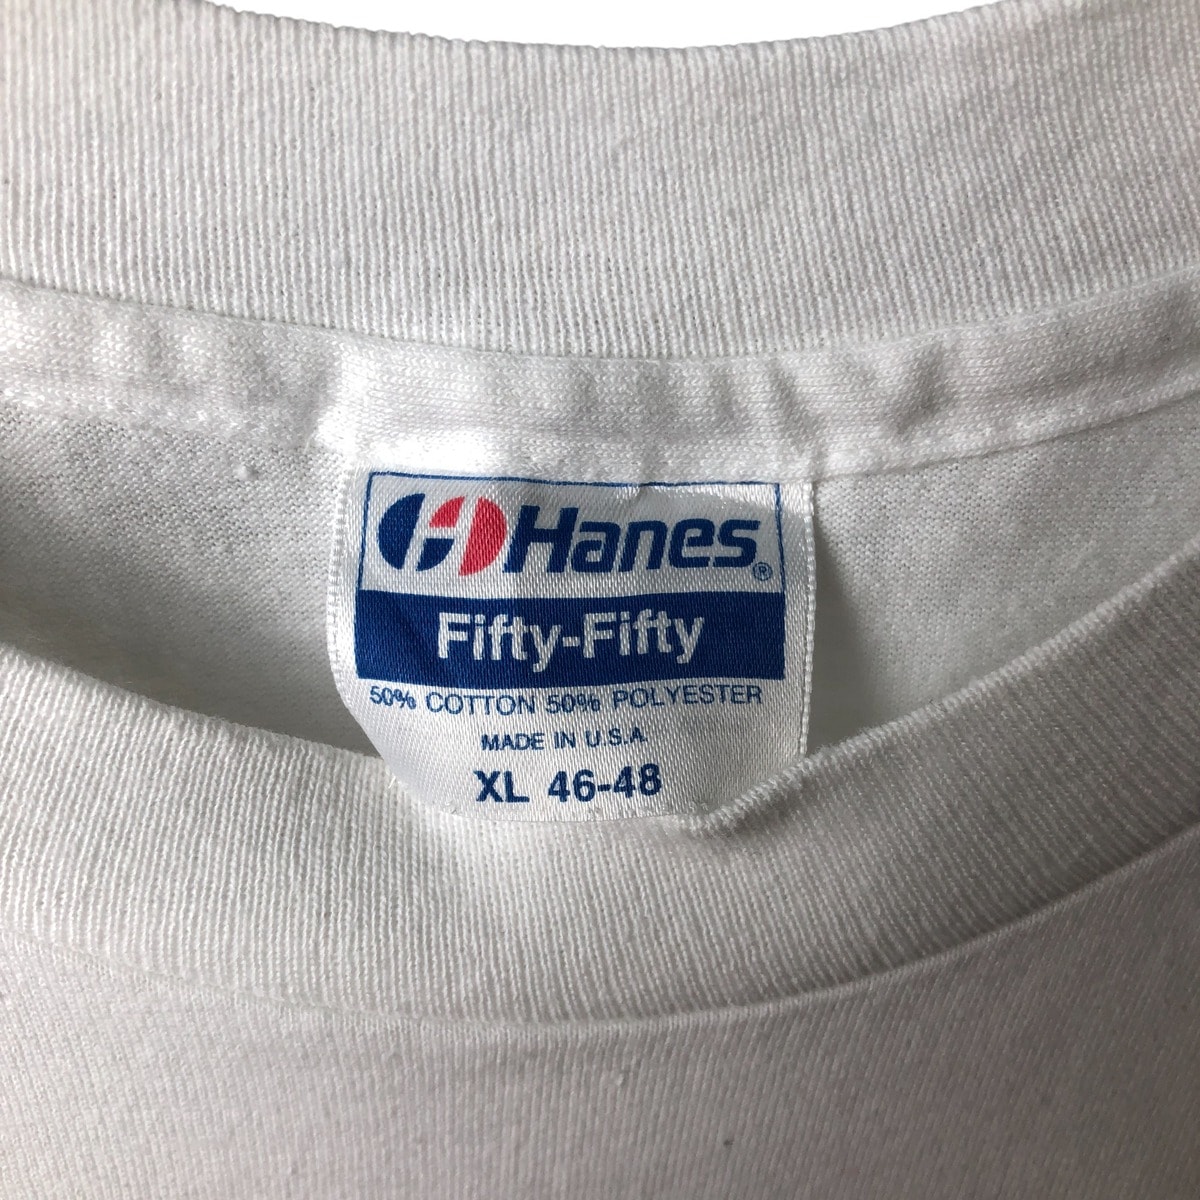 Hanes®
Fifty-Fifty
50% COTTON 50% POLYESTER
MADE IN U.S.A.
XL 46-48